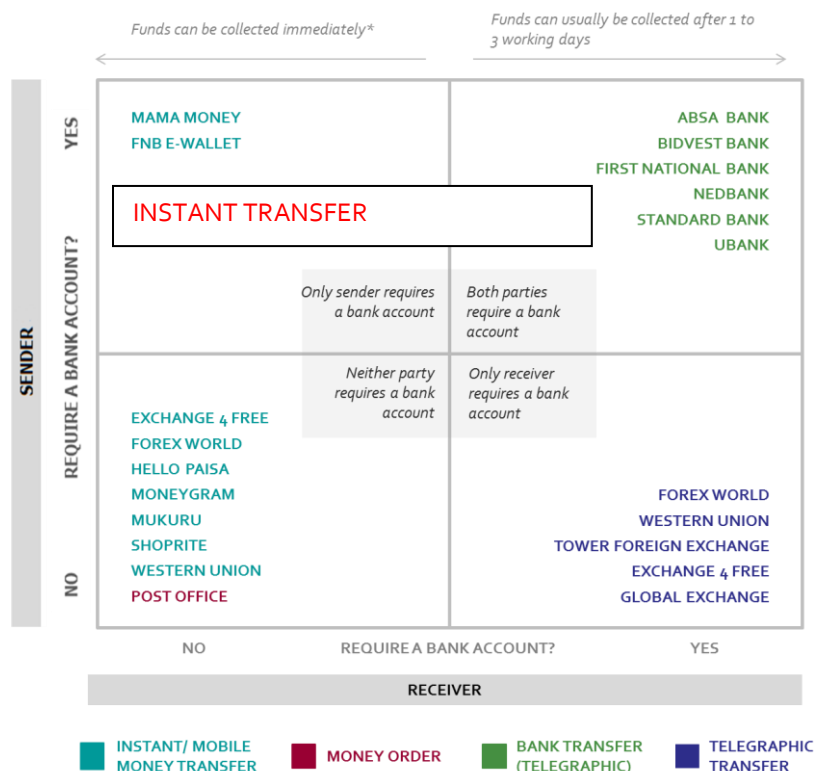 Funds can be collected immediately*
Funds can usually be collected after 1 to
3 working days
SENDER
REQUIRE A BANK ACCOUNT?
YES
NO
MAMA MONEY
FNB E-WALLET
ABSA BANK
BIDVEST BANK
FIRST NATIONAL BANK
NEDBANK
STANDARD BANK
UBANK
INSTANT TRANSFER
Only sender requires
a bank account
Both parties
require a bank
account
Neither party
requires a bank
account
Only receiver
requires a bank
account
EXCHANGE 4 FREE
FOREX WORLD
HELLO PAISA
MONEYGRAM
MUKURU
SHOPRITE
WESTERN UNION
POST OFFICE
FOREX WORLD
WESTERN UNION
TOWER FOREIGN EXCHANGE
EXCHANGE 4 FREE
GLOBAL EXCHANGE
NO
REQUIRE A BANK ACCOUNT?
YES
RECEIVER
INSTANT/ MOBILE
MONEY TRANSFER
MONEY ORDER
BANK TRANSFER
(TELEGRAPHIC)
TELEGRAPHIC
TRANSFER